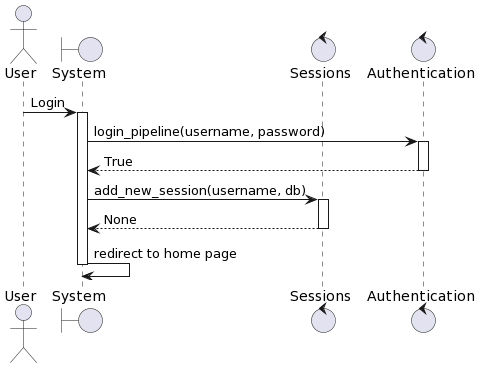 User System Sessions Authentication
Login
login_pipeline(username, password)
True
add_new_session(username, db)
None
redirect to home page
User System Sessions Authentication